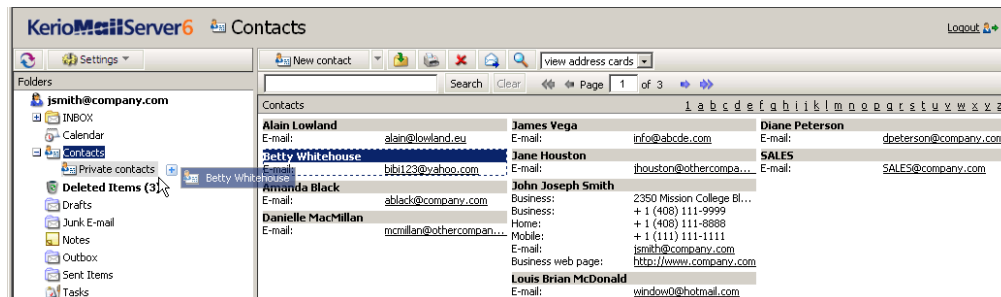 KerioMailServer6 Contacts Logout
Settings New contact view address cards
Folders Search Clear Page 1 of 3
jsmith@company.com
INBOX
Calendar
Contacts
Private contacts
Betty Whitehouse
Deleted Items (3)
Drafts
Junk E-mail
Notes
Outbox
Sent Items
Tasks
Contacts 1 a b c d e f g h i j k l m n o p q r s t u v w x y z
Alain Lowland
E-mail: alain@lowland.eu
Betty Whitehouse
E-mail: bibi123@yahoo.com
Amanda Black
E-mail: ablack@company.com
Danielle MacMillan
E-mail: mcmillan@othercompan...
James Vega
E-mail: info@abcde.com
Jane Houston
E-mail: jhouston@othercompa...
John Joseph Smith
Business: 2350 Mission College Bl...
Business: + 1 (408) 111-9999
Home: + 1 (408) 111-8888
Mobile: + 1 (111) 111-1111
E-mail: jsmith@company.com
Business web page: http://www.company.com
Louis Brian McDonald
E-mail: window0@hotmail.com
Diane Peterson
E-mail: dpeterson@company.com
SALES
E-mail: SALES@company.com